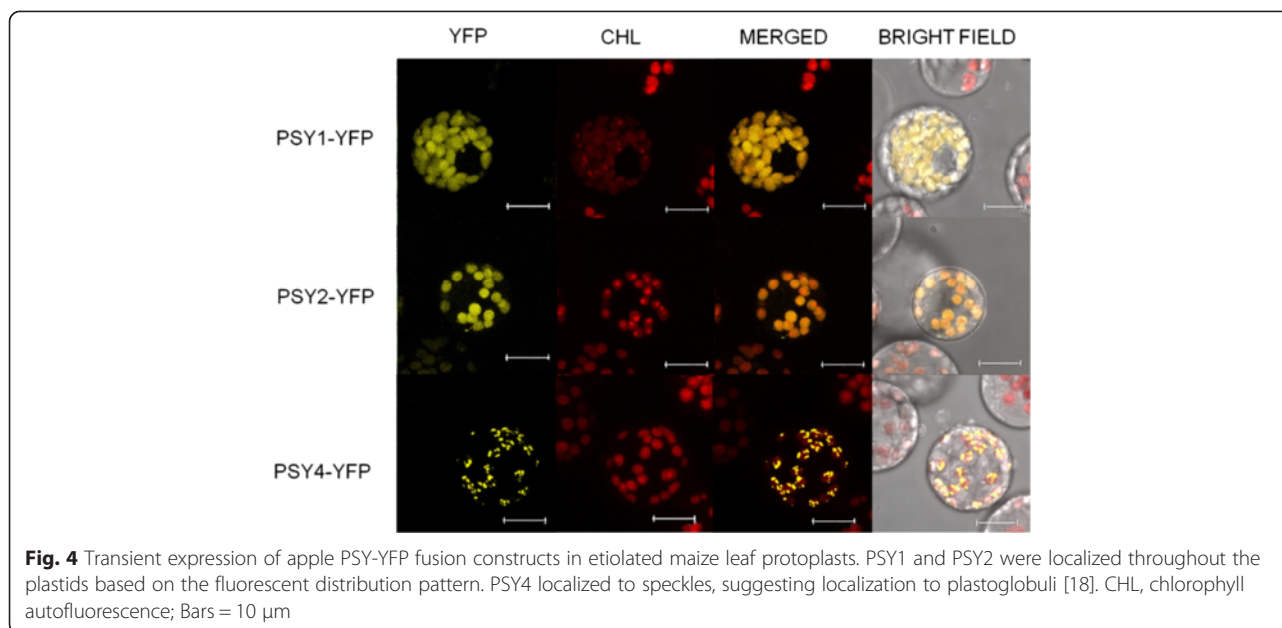 YFP CHL MERGED BRIGHT FIELD
PSY1-YFP
PSY2-YFP
PSY4-YFP
Fig. 4 Transient expression of apple PSY-YFP fusion constructs in etiolated maize leaf protoplasts. PSY1 and PSY2 were localized throughout the
plastids based on the fluorescent distribution pattern. PSY4 localized to speckles, suggesting localization to plastoglobuli [18]. CHL, chlorophyll
autofluorescence; Bars = 10 μm